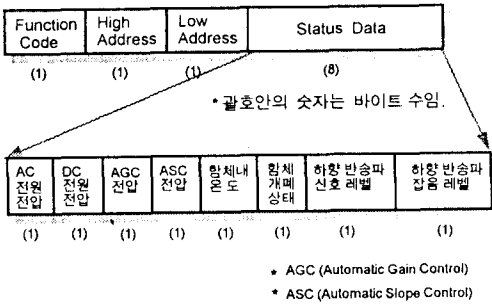 Function Code
High Address
Low Address
Status Data
(1) (1) (1) (8)
* 괄호안의 숫자는 바이트 수임.
AC 전원 전압
DC 전원 전압
AGC 전압
ASC 전압
함체내 온 도
함체 개폐 상태
하향 반송파 신호 레벨
하향 반송파 잡음 레벨
(1) (1) (1) (1) (1) (1) (1) (1)
* AGC (Automatic Gain Control)
* ASC (Automatic Slope Control)